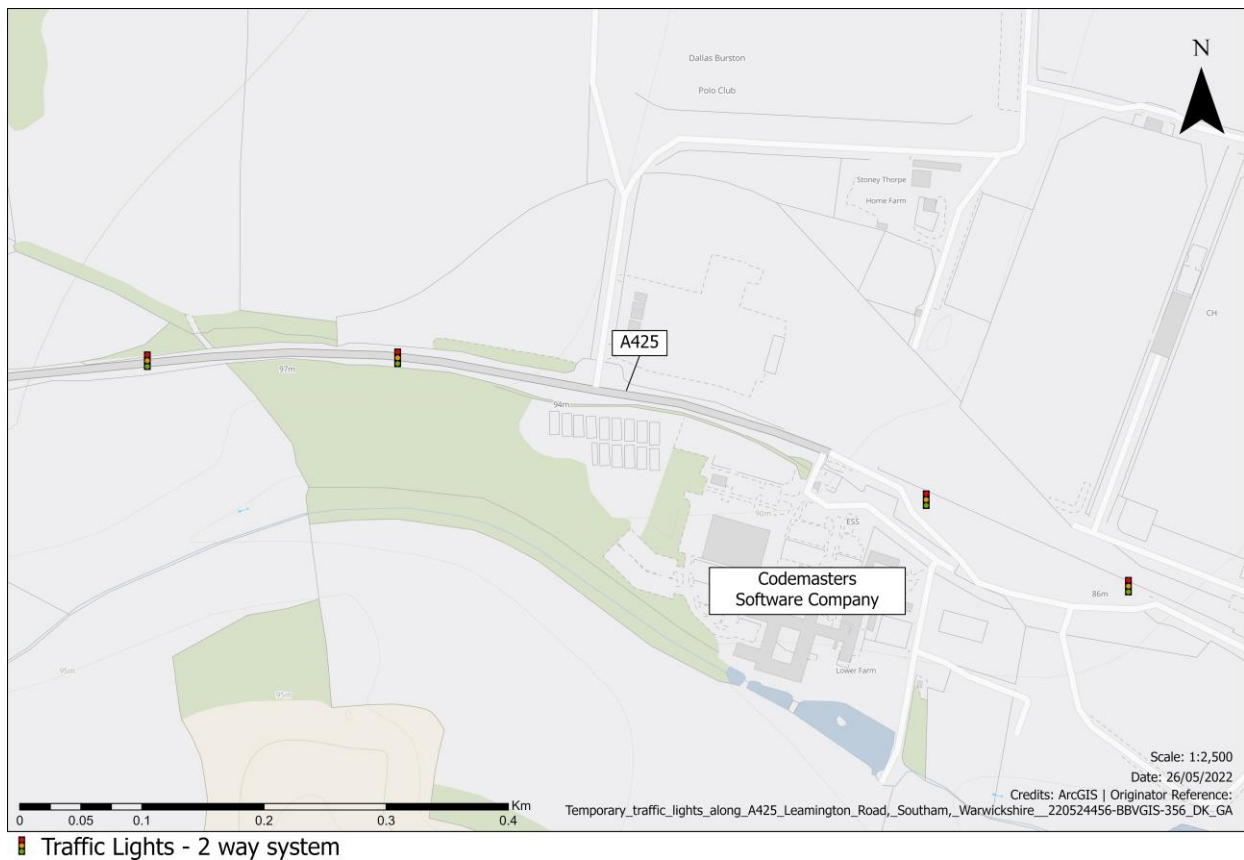 Dallas Burston
Polo Club
N
Stoney Thorpe
Home Farm
CH
A425
97m
94m
90m
ESS
Codemasters
Software Company
86m
Lower Farm
95m
95m
Scale: 1:2,500
Date: 26/05/2022
Credits: ArcGIS | Originator Reference:
Temporary_traffic_lights_along_A425_Leamington_Road,_Southam,_Warwickshire__220524456-BBVGIS-356_DK_GA
Km
0 0.05 0.1 0.2 0.3 0.4
Traffic Lights - 2 way system